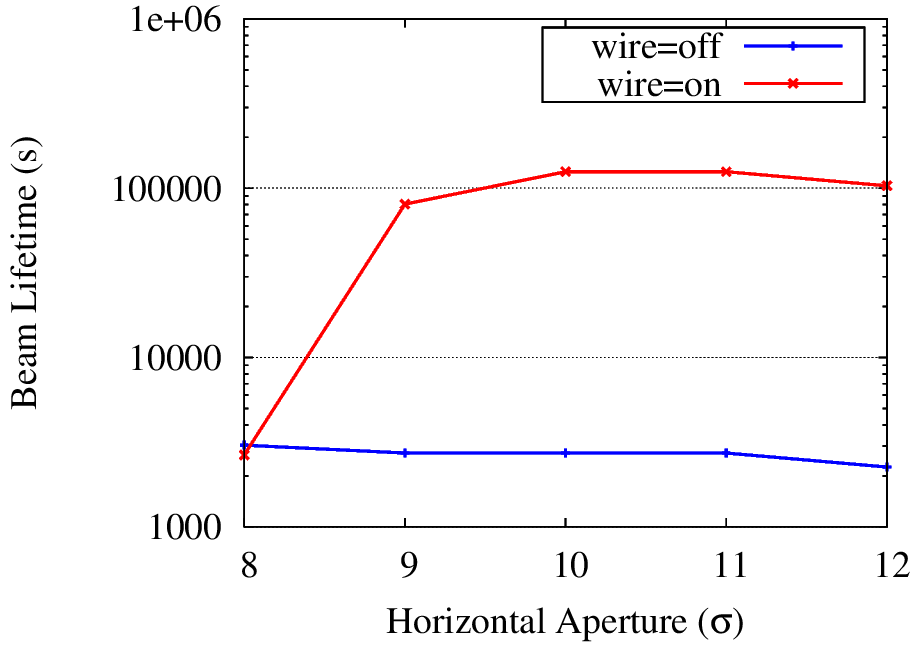 1e+06
wire=off
wire=on
100000
10000
1000
Beam Lifetime (s)
8 9 10 11 12
Horizontal Aperture (σ)